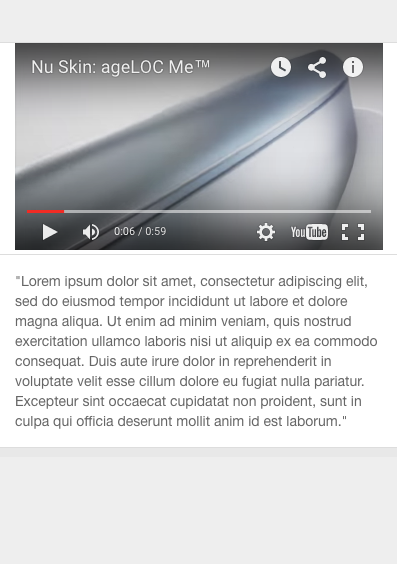 Nu Skin: ageLOC Me™
0:06 / 0:59
YouTube
"Lorem ipsum dolor sit amet, consectetur adipiscing elit,
sed do eiusmod tempor incididunt ut labore et dolore
magna aliqua. Ut enim ad minim veniam, quis nostrud
exercitation ullamco laboris nisi ut aliquip ex ea commodo
consequat. Duis aute irure dolor in reprehenderit in
voluptate velit esse cillum dolore eu fugiat nulla pariatur.
Excepteur sint occaecat cupidatat non proident, sunt in
culpa qui officia deserunt mollit anim id est laborum."